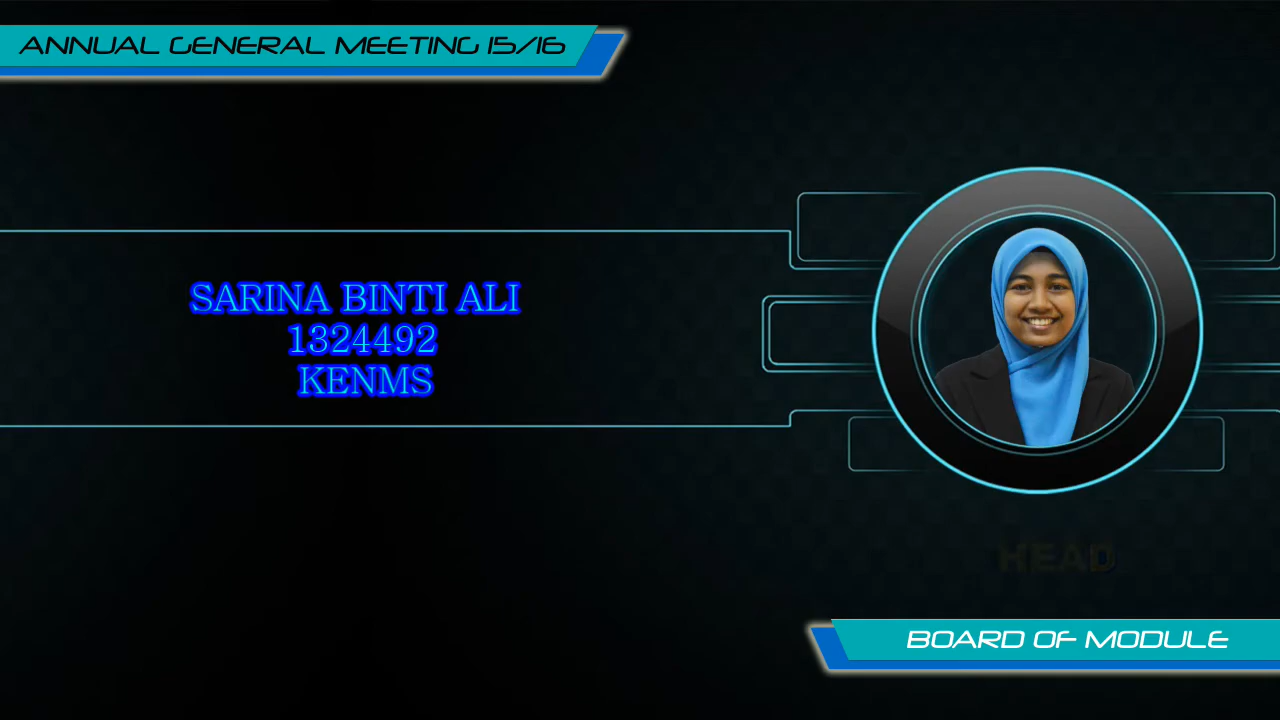 ANNUAL GENERAL MEETING 15/16
SARINA BINTI ALI
1324492
KENMS
HEAD
BOARD OF MODULE